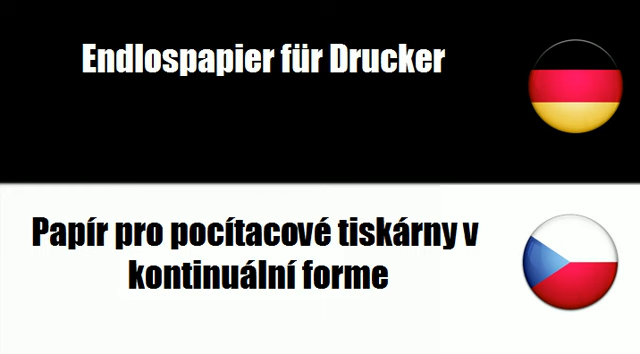 Endlospapier für Drucker
Papír pro pocítacové tiskárny v
kontinuální forme